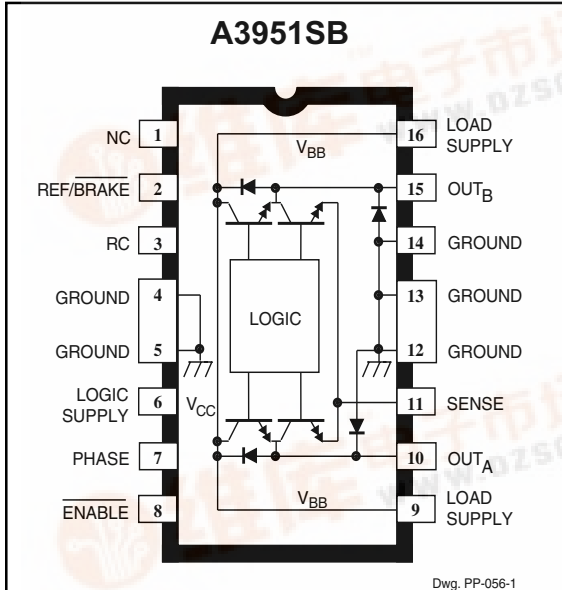 A3951SB
NC 1
REF/BRAKE 2
RC 3
GROUND 4
GROUND 5
LOGIC SUPPLY 6
PHASE 7
ENABLE 8
V_BB
LOGIC
V_CC
V_BB
16 LOAD SUPPLY
15 OUT_B
14 GROUND
13 GROUND
12 GROUND
11 SENSE
10 OUT_A
9 LOAD SUPPLY
Dwg. PP-056-1